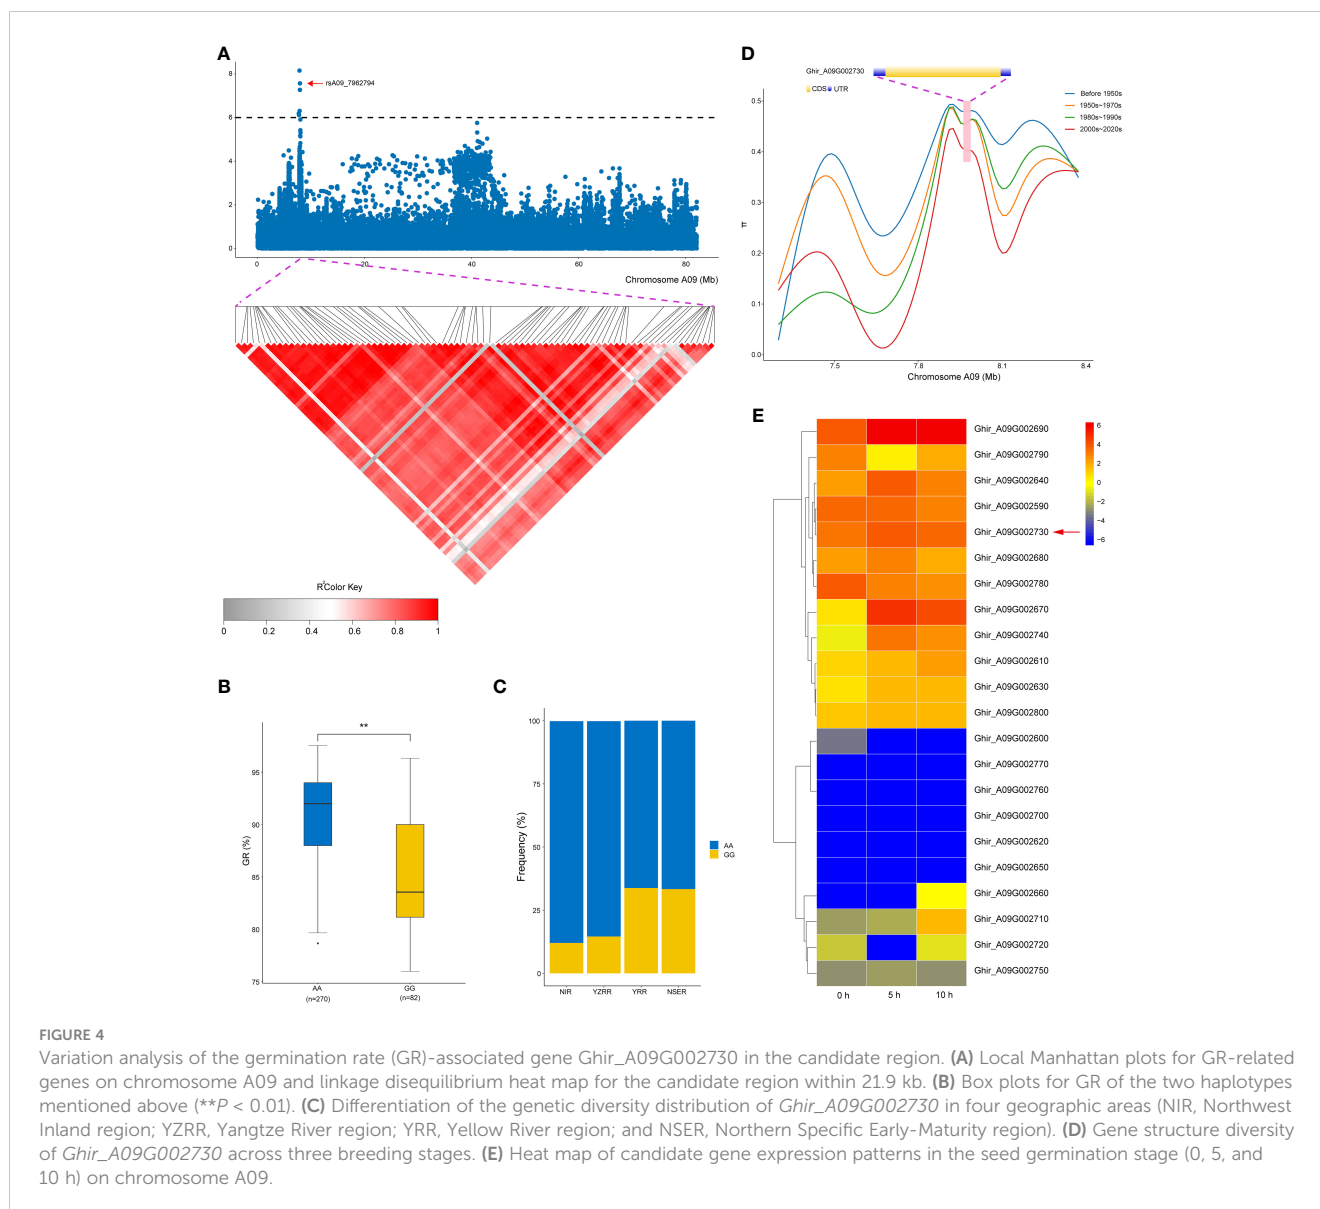 A
8
6
4
2
0
rsA09_7962794
0
20
40
60
80
Chromosome A09 (Mb)
R²Color Key
0
0.2
0.4
0.6
0.8
1
B
**
95
90
85
80
75
GR (%)
AA
(n=270)
GG
(n=82)
C
100
75
50
25
0
Frequency (%)
NIR
YZRR
YRR
NSER
AA
GG
D
Ghir_A09G002730
CDS
UTR
Before 1950s
1950s~1970s
1980s~1990s
2000s~2020s
0.5
0.4
0.3
0.2
0.1
0.0
π
7.5
7.8
8.1
8.4
Chromosome A09 (Mb)
E
Ghir_A09G002690
Ghir_A09G002790
Ghir_A09G002640
Ghir_A09G002590
Ghir_A09G002730
Ghir_A09G002680
Ghir_A09G002780
Ghir_A09G002670
Ghir_A09G002740
Ghir_A09G002610
Ghir_A09G002630
Ghir_A09G002800
Ghir_A09G002600
Ghir_A09G002770
Ghir_A09G002760
Ghir_A09G002700
Ghir_A09G002620
Ghir_A09G002650
Ghir_A09G002660
Ghir_A09G002710
Ghir_A09G002720
Ghir_A09G002750
0 h
5 h
10 h
6
4
2
0
−2
−4
−6
FIGURE 4
Variation analysis of the germination rate (GR)-associated gene Ghir_A09G002730 in the candidate region. (A) Local Manhattan plots for GR-related
genes on chromosome A09 and linkage disequilibrium heat map for the candidate region within 21.9 kb. (B) Box plots for GR of the two haplotypes
mentioned above (**P < 0.01). (C) Differentiation of the genetic diversity distribution of Ghir_A09G002730 in four geographic areas (NIR, Northwest
Inland region; YZRR, Yangtze River region; YRR, Yellow River region; and NSER, Northern Specific Early-Maturity region). (D) Gene structure diversity
of Ghir_A09G002730 across three breeding stages. (E) Heat map of candidate gene expression patterns in the seed germination stage (0, 5, and
10 h) on chromosome A09.